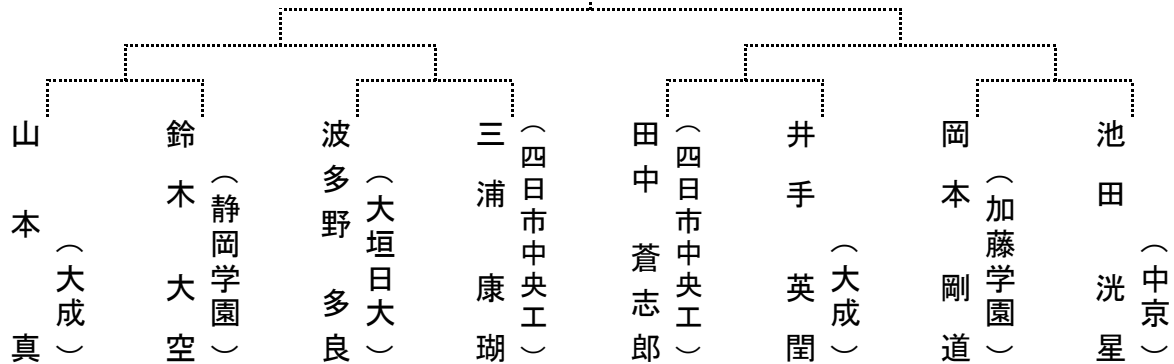 山本 真
（大成）
鈴木 大空
（静岡学園）
波多野 多良
（大垣日大）
三浦 康瑚
（四日市中央工）
田中 蒼志郎
（四日市中央工）
井手 英閏
（大成）
岡本 剛道
（加藤学園）
池田 洸星
（中京）